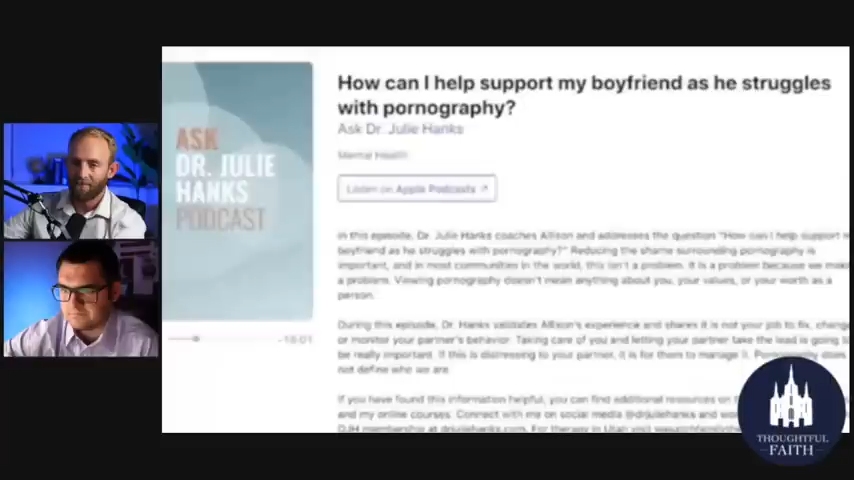 ASK
DR. JULIE
HANKS
PODCAST
How can I help support my boyfriend as he struggles
with pornography?
Ask Dr. Julie Hanks
Mental Health
Listen on Apple Podcasts ↗
In this episode, Dr. Julie Hanks coaches Allison and addresses the question "How can I help support m
boyfriend as he struggles with pornography?" Reducing the shame surrounding pornography is
important, and in most communities in the world, this isn't a problem. It is a problem because we mak
a problem. Viewing pornography doesn't mean anything about you, your values, or your worth as a
person.
During this episode, Dr. Hanks validates Allison's experience and shares it is not your job to fix, chang
or monitor your partner's behavior. Taking care of you and letting your partner take the lead is going to
be really important. If this is distressing to your partner, it is for them to manage it. Pornography does
not define who we are.
If you have found this information helpful, you can find additional resources on
and my online courses. Connect with me on social media @drjuliehanks and
DJH membership at drjuliehanks.com. For therapy in Utah visit
-18:01
THOUGHTFUL
FAITH